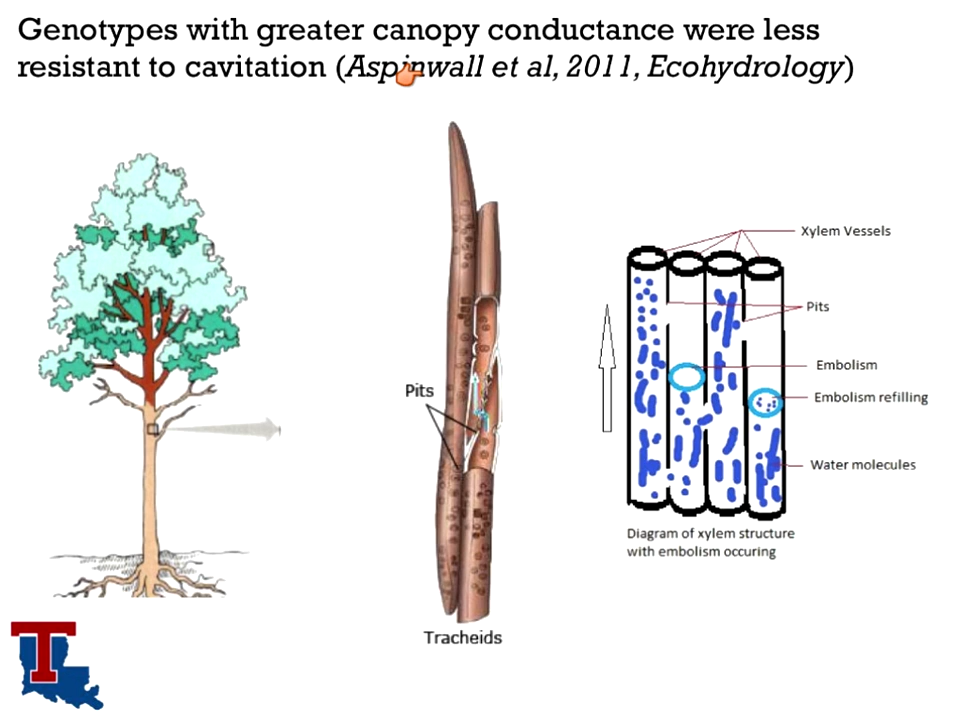 Genotypes with greater canopy conductance were less
resistant to cavitation (Aspinwall et al, 2011, Ecohydrology)
Xylem Vessels
Pits
Embolism
Embolism refilling
Pits
Water molecules
Diagram of xylem structure
with embolism occuring
Tracheids
T